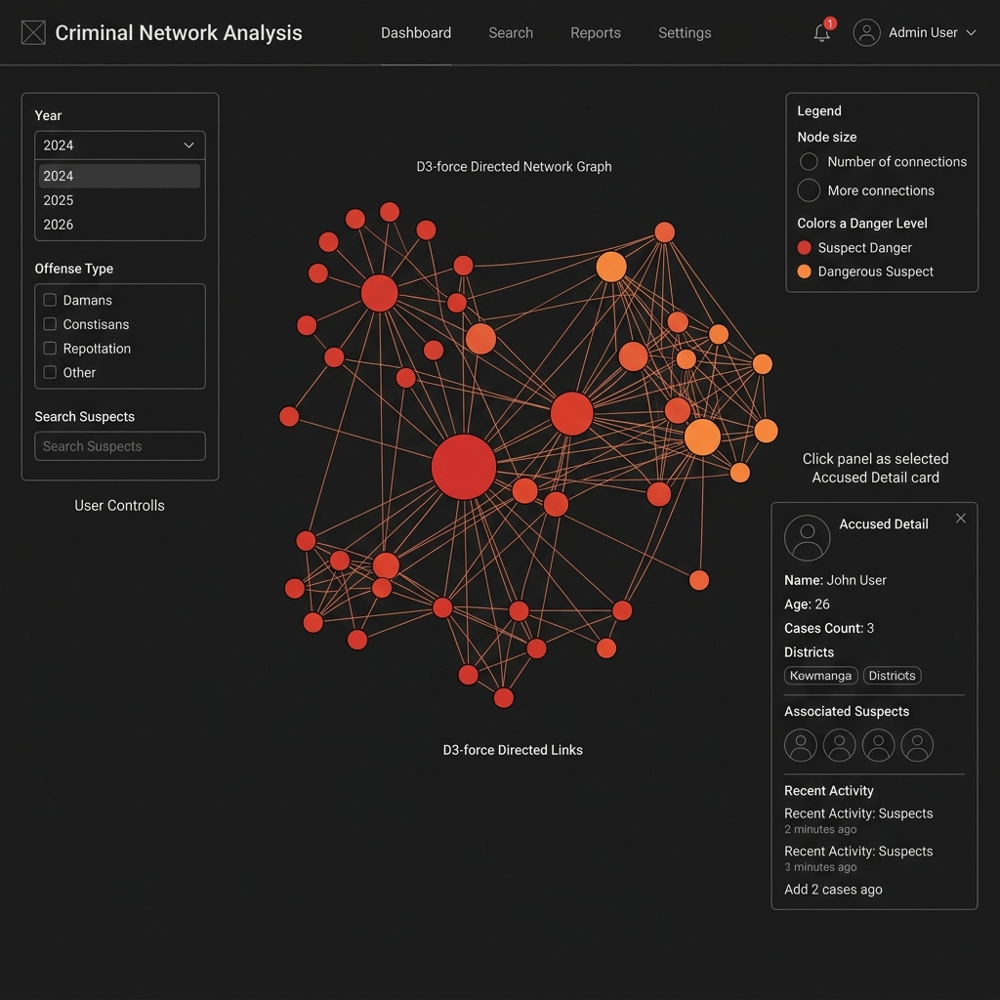 Criminal Network Analysis
Dashboard
Search
Reports
Settings
1
Admin User
Year
2024
2024
2025
2026
Offense Type
Damans
Constisans
Repottation
Other
Search Suspects
Search Suspects
User Controlls
D3-force Directed Network Graph
D3-force Directed Links
Legend
Node size
Number of connections
More connections
Colors a Danger Level
Suspect Danger
Dangerous Suspect
Click panel as selected
Accused Detail card
Accused Detail
Name: John User
Age: 26
Cases Count: 3
Districts
Kewmanga
Districts
Associated Suspects
Recent Activity
Recent Activity: Suspects
2 minutes ago
Recent Activity: Suspects
3 minutes ago
Add 2 cases ago